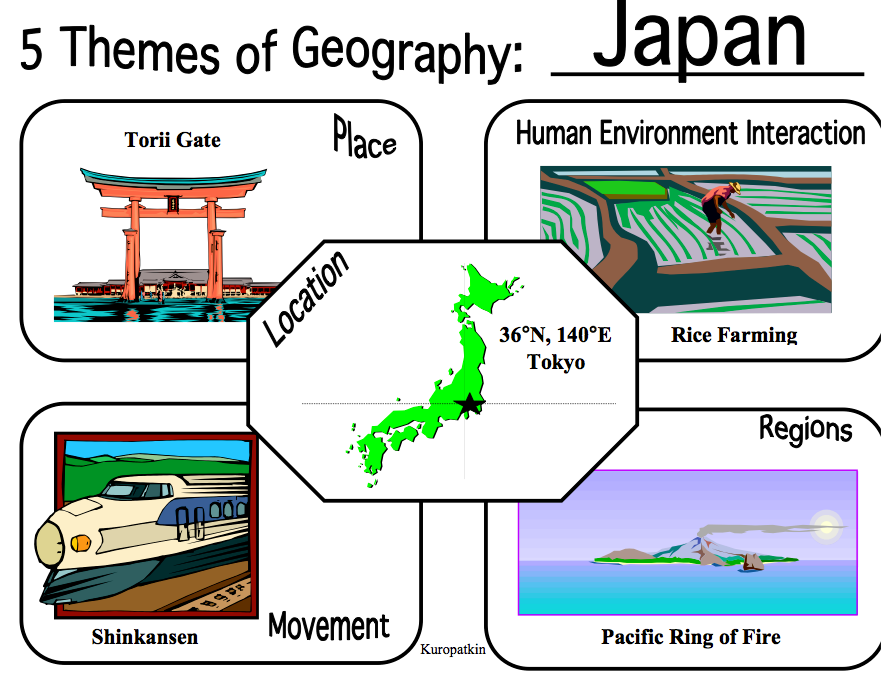 5 Themes of Geography: Japan
Place
Torii Gate
Human Environment Interaction
Rice Farming
Location
36°N, 140°E
Tokyo
Shinkansen
Movement
Regions
Pacific Ring of Fire
Kuropatkin